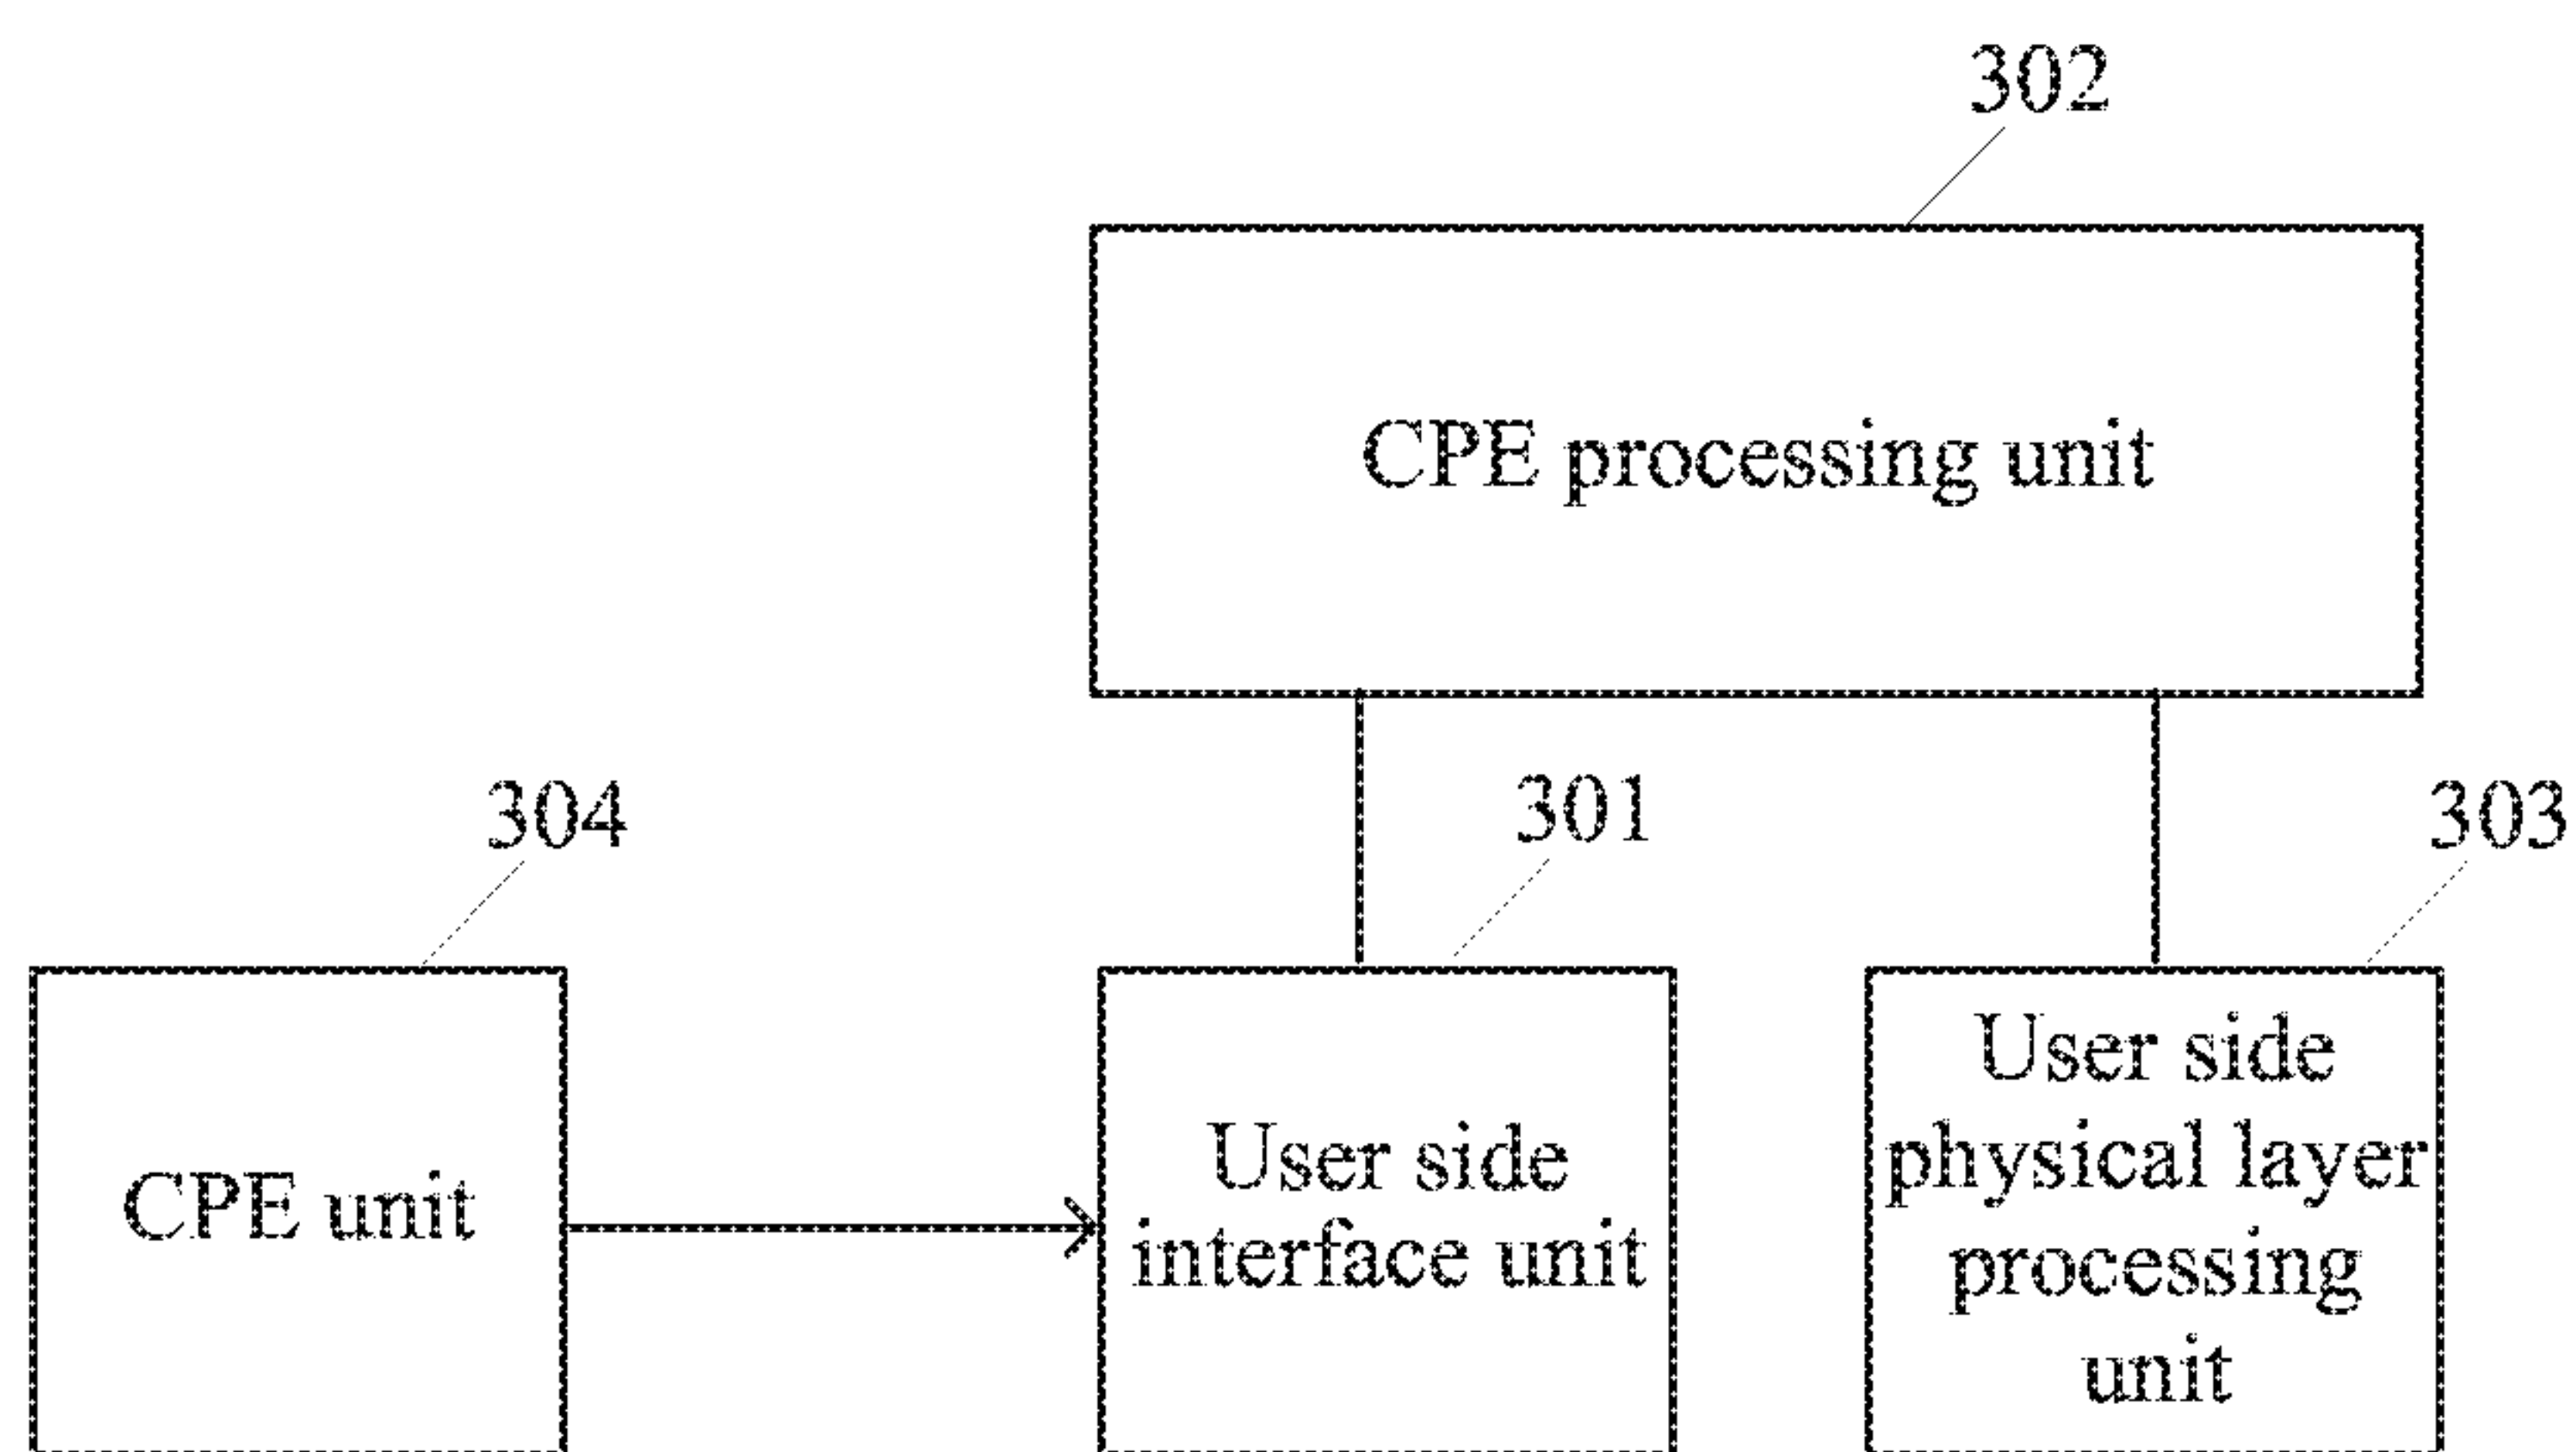 302
CPE processing unit
304
301
303
CPE unit
User side
interface unit
User side
physical layer
processing
unit